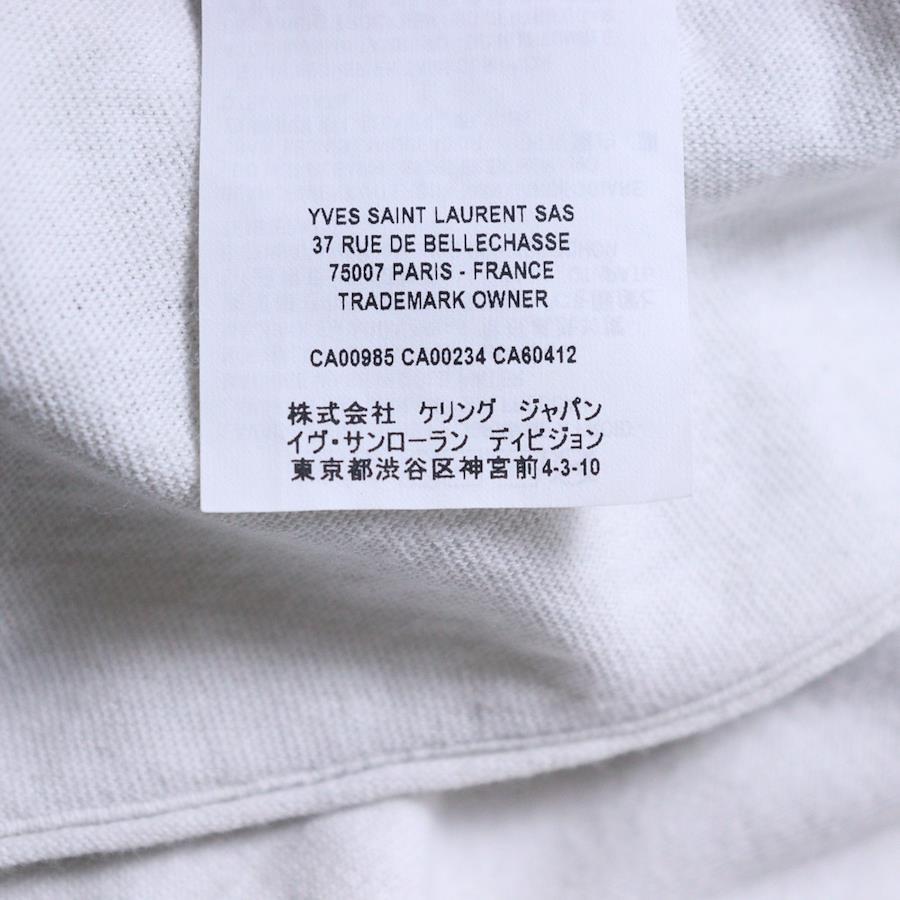 YVES SAINT LAURENT SAS
37 RUE DE BELLECHASSE
75007 PARIS - FRANCE
TRADEMARK OWNER
CA00985 CA00234 CA60412
株式会社 ケリング ジャパン
イヴ・サンローラン ディビジョン
東京都渋谷区神宮前4-3-10